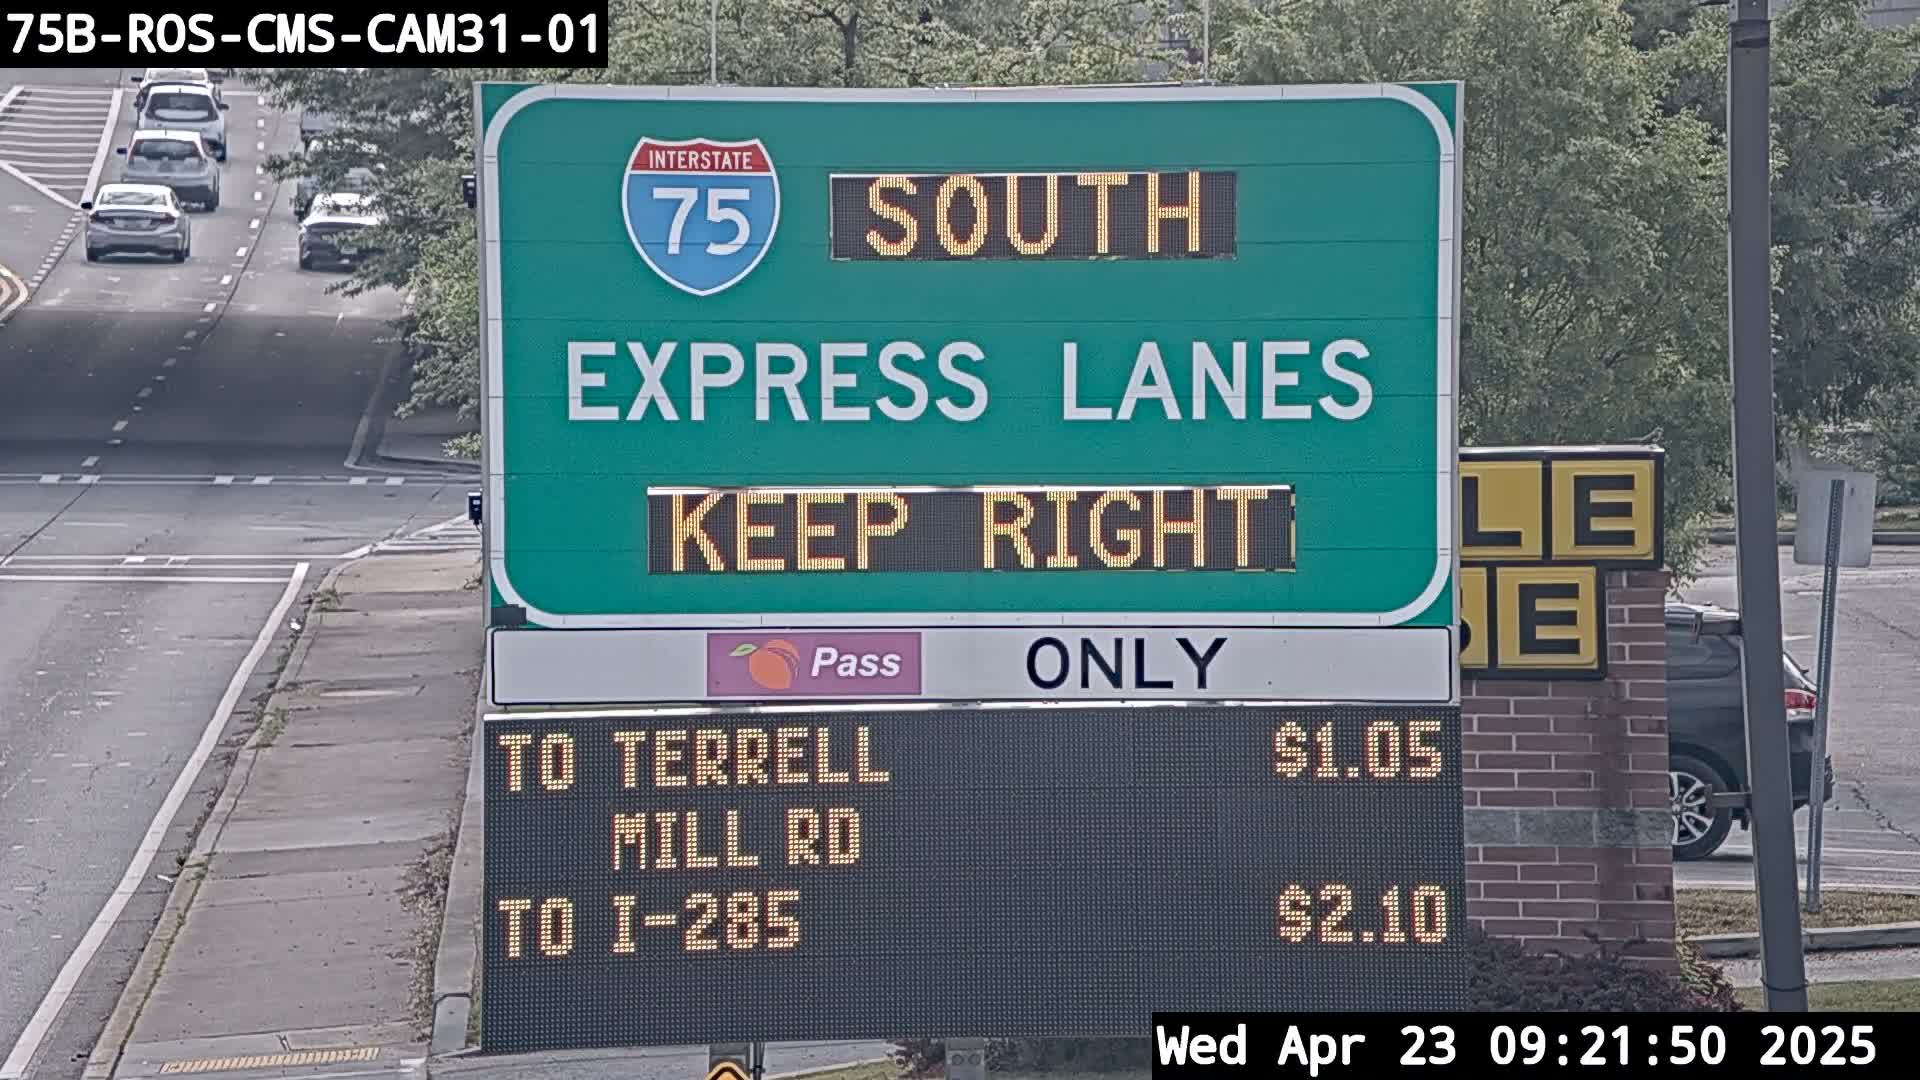 75B-ROS-CMS-CAM31-01
INTERSTATE
75
SOUTH
EXPRESS LANES
KEEP RIGHT
Pass ONLY
TO TERRELL $1.05
MILL RD
TO I-285 $2.10
LE
E
Wed Apr 23 09:21:50 2025